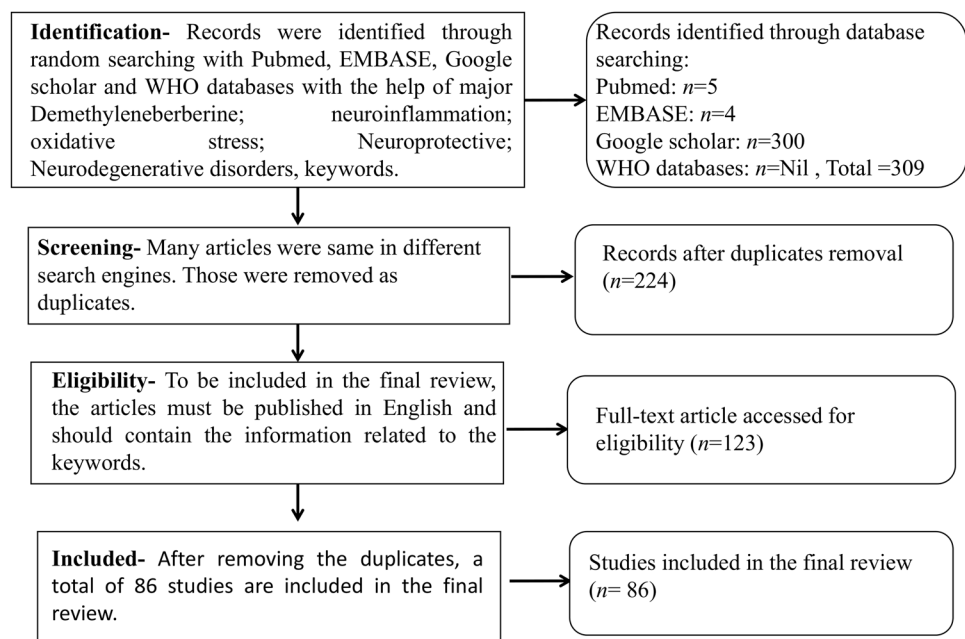 Identification- Records were identified through
random searching with Pubmed, EMBASE, Google
scholar and WHO databases with the help of major
Demethyleneberberine; neuroinflammation;
oxidative stress; Neuroprotective;
Neurodegenerative disorders, keywords.
Records identified through database
searching:
Pubmed: n=5
EMBASE: n=4
Google scholar: n=300
WHO databases: n=Nil , Total =309
Screening- Many articles were same in different
search engines. Those were removed as
duplicates.
Records after duplicates removal
(n=224)
Eligibility- To be included in the final review,
the articles must be published in English and
should contain the information related to the
keywords.
Full-text article accessed for
eligibility (n=123)
Included- After removing the duplicates, a
total of 86 studies are included in the final
review.
Studies included in the final review
(n= 86)